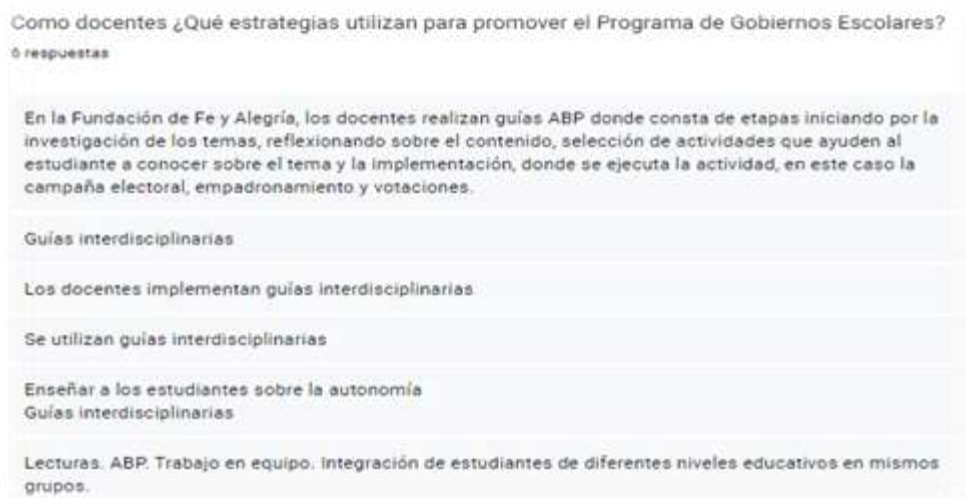 Como docentes ¿Qué estrategias utilizan para promover el Programa de Gobiernos Escolares?
6 respuestas
En la Fundación de Fe y Alegría, los docentes realizan guías ABP donde consta de etapas iniciando por la
investigación de los temas, reflexionando sobre el contenido, selección de actividades que ayuden al
estudiante a conocer sobre el tema y la implementación, donde se ejecuta la actividad, en este caso la
campaña electoral, empadronamiento y votaciones.
Guías interdisciplinarias
Los docentes implementan guías interdisciplinarias
Se utilizan guías interdisciplinarias
Enseñar a los estudiantes sobre la autonomía
Guías interdisciplinarias
Lecturas. ABP. Trabajo en equipo. Integración de estudiantes de diferentes niveles educativos en mismos
grupos.